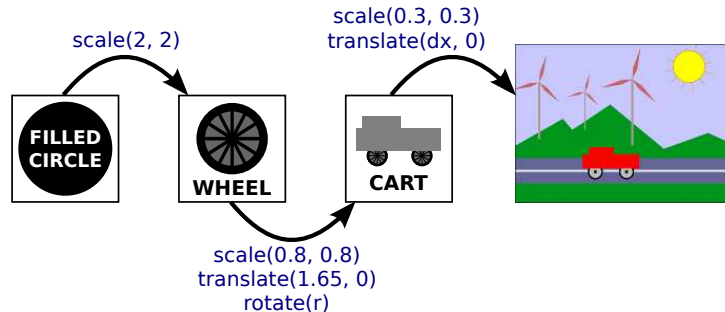 scale(2, 2)
scale(0.3, 0.3)
translate(dx, 0)
FILLED
CIRCLE
WHEEL
CART
scale(0.8, 0.8)
translate(1.65, 0)
rotate(r)